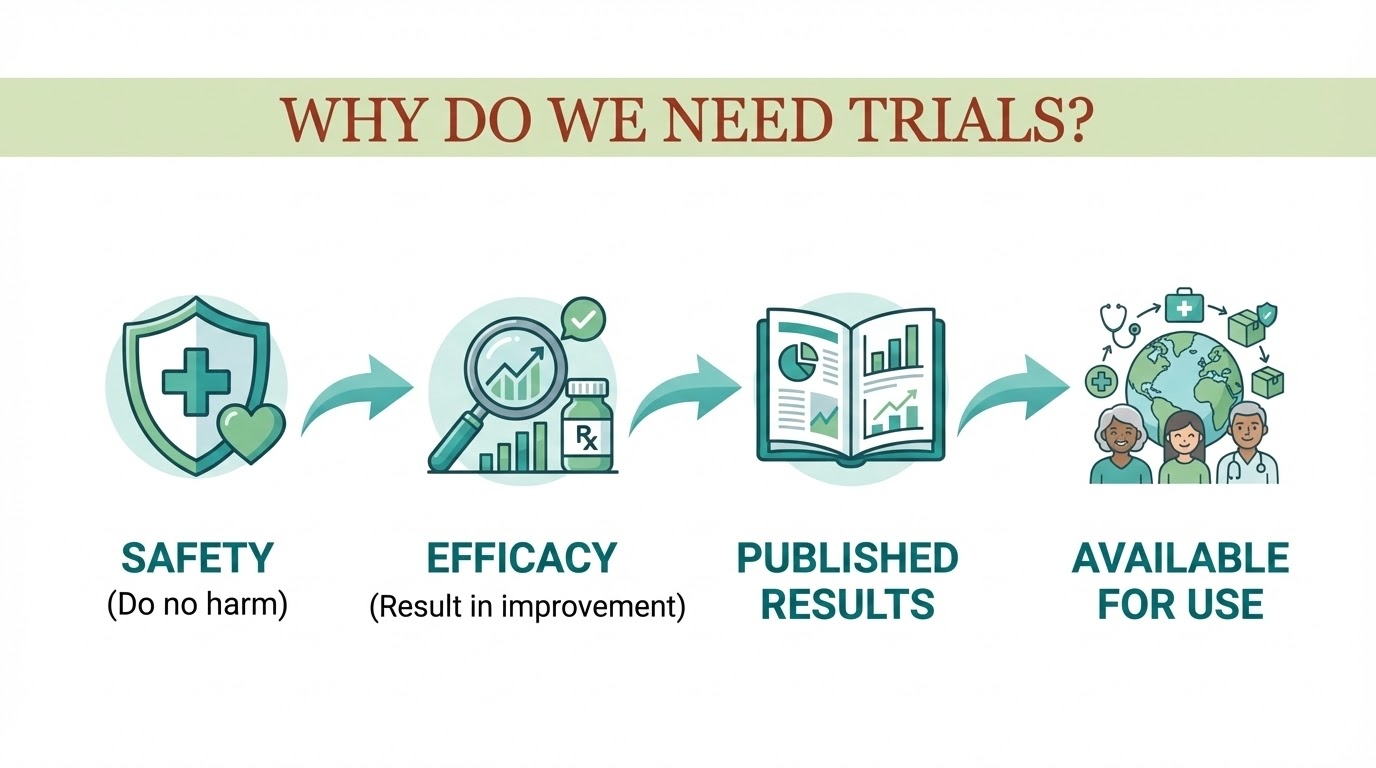 WHY DO WE NEED TRIALS?
Rx
SAFETY
(Do no harm)
EFFICACY
(Result in improvement)
PUBLISHED
RESULTS
AVAILABLE
FOR USE